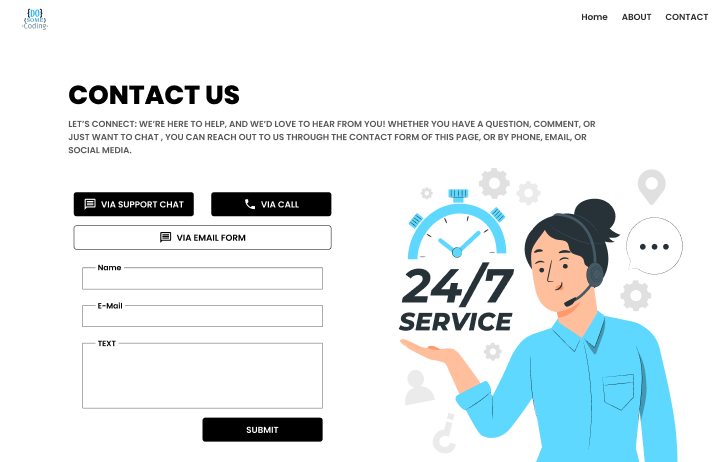 {DO}
{SOME}
-Coding-
Home ABOUT CONTACT
CONTACT US
LET'S CONNECT: WE'RE HERE TO HELP, AND WE'D LOVE TO HEAR FROM YOU! WHETHER YOU HAVE A QUESTION, COMMENT, OR
JUST WANT TO CHAT , YOU CAN REACH OUT TO US THROUGH THE CONTACT FORM OF THIS PAGE, OR BY PHONE, EMAIL, OR
SOCIAL MEDIA.
VIA SUPPORT CHAT
VIA CALL
VIA EMAIL FORM
Name
E-Mail
TEXT
SUBMIT
24/7
SERVICE